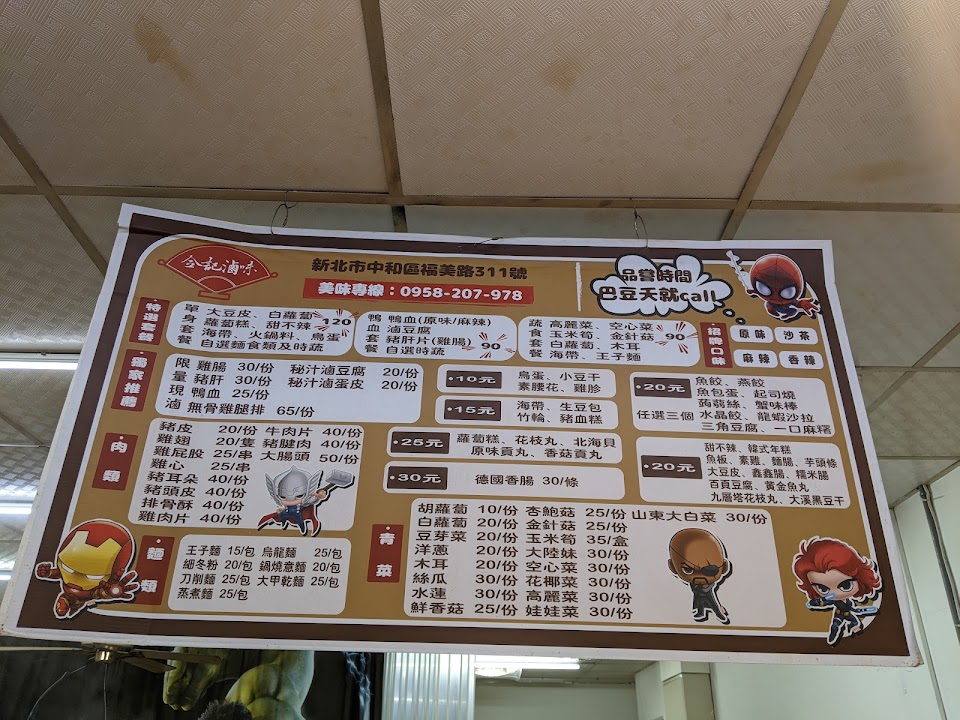 令記滷味
新北市中和區福美路311號
美味專線：0958-207-978
品嘗時間
巴豆夭就call
特選套餐
單身套餐
大豆皮、白蘿蔔
蘿蔔糕、甜不辣
海帶、火鍋料、鳥蛋
自選麵食類及時蔬
120
鴨血套餐
鴨血(原味/麻辣)
滷豆腐
豬肝片(雞腸)
自選時蔬
90
蔬食套餐
高麗菜、空心菜
玉米筍、金針菇
白蘿蔔、木耳
海帶、王子麵
90
招牌口味
原味 沙茶
麻辣 香辣
獨家推薦
限量現滷
雞腸 30/份 秘汁滷豆腐 20/份
豬肝 30/份 秘汁滷蛋皮 20/份
鴨血 25/份
無骨雞腿排 65/份
10元
鳥蛋、小豆干
素腰花、雞胗
15元
海帶、生豆包
竹輪、豬血糕
25元
蘿蔔糕、花枝丸、北海貝
原味貢丸、香菇貢丸
30元
德國香腸 30/條
20元
任選三個
魚餃、燕餃
魚包蛋、起司燒
蒟蒻絲、蟹味棒
水晶餃、龍蝦沙拉
三角豆腐、一口麻糬
20元
甜不辣、韓式年糕
魚板、素雞、麵腸、芋頭條
大豆皮、鑫鑫腸、糯米腸
百頁豆腐、黃金魚丸
九層塔花枝丸、大溪黑豆干
肉類
豬皮 20/份 牛肉片 40/份
雞翅 20/隻 豬腱肉 40/份
雞屁股 25/串 大腸頭 50/份
雞心 25/串
豬耳朵 40/份
豬頭皮 40/份
排骨酥 40/份
雞肉片 40/份
麵類
王子麵 15/包 烏龍麵 25/包
細冬粉 20/包 鍋燒意麵 20/包
刀削麵 25/包 大甲乾麵 25/包
蒸煮麵 25/包
青菜
胡蘿蔔 10/份 杏鮑菇 25/份 山東大白菜 30/份
白蘿蔔 20/份 金針菇 25/份
豆芽菜 20/份 玉米筍 35/盒
洋蔥 20/份 大陸妹 30/份
木耳 20/份 空心菜 30/份
絲瓜 30/份 花椰菜 30/份
水蓮 30/份 高麗菜 30/份
鮮香菇 25/份 娃娃菜 30/份